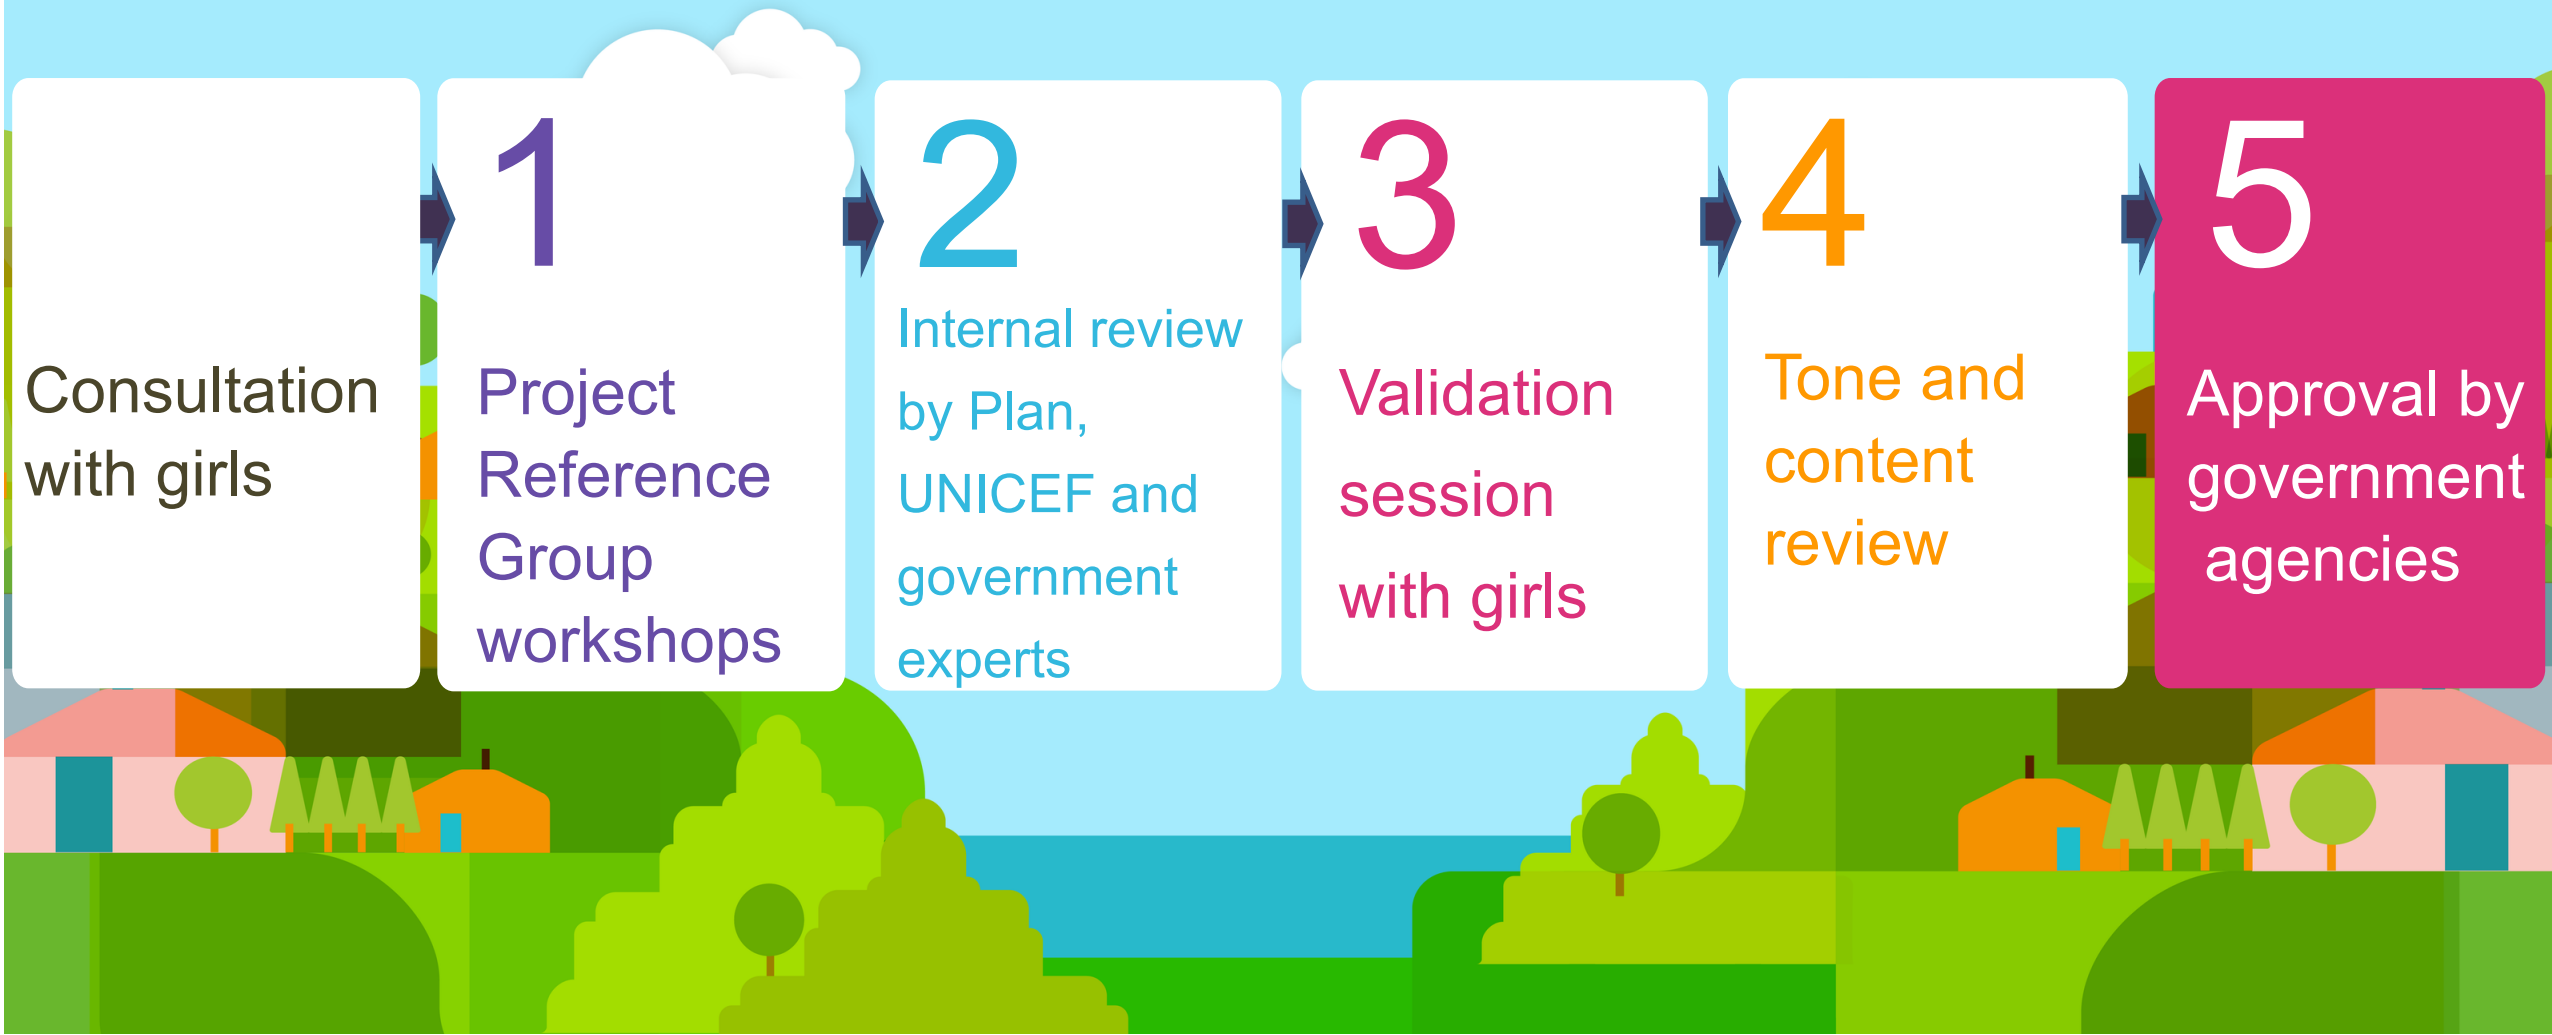 Consultation
with girls
1
Project
Reference
Group
workshops
2
Internal review
by Plan,
UNICEF and
government
experts
3
Validation
session
with girls
4
Tone and
content
review
5
Approval by
government
agencies